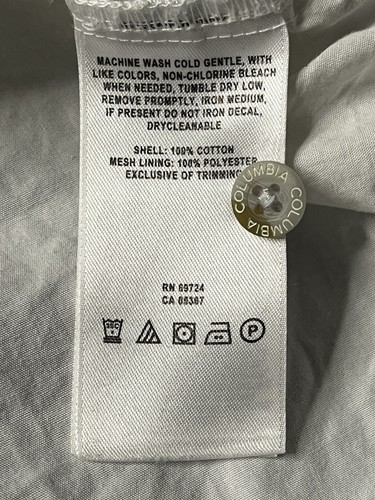 MACHINE WASH COLD GENTLE, WITH
LIKE COLORS, NON-CHLORINE BLEACH
WHEN NEEDED, TUMBLE DRY LOW,
REMOVE PROMPTLY, IRON MEDIUM,
IF PRESENT DO NOT IRON DECAL,
DRYCLEANABLE
SHELL: 100% COTTON
MESH LINING: 100% POLYESTER
EXCLUSIVE OF TRIMMING
COLUMBIA COLUMBIA
RN 69724
CA 05367
30C
P